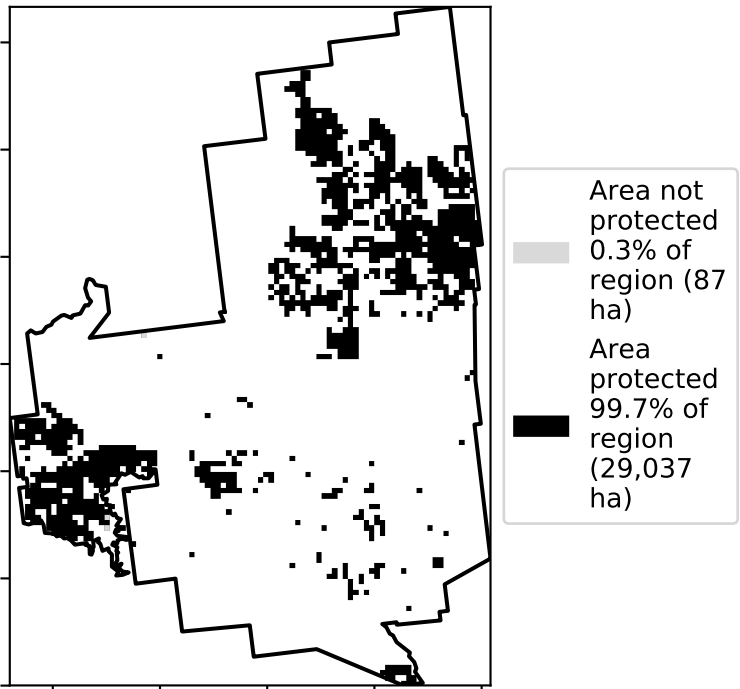 Area not
protected
0.3% of
region (87
ha)
Area
protected
99.7% of
region
(29,037
ha)